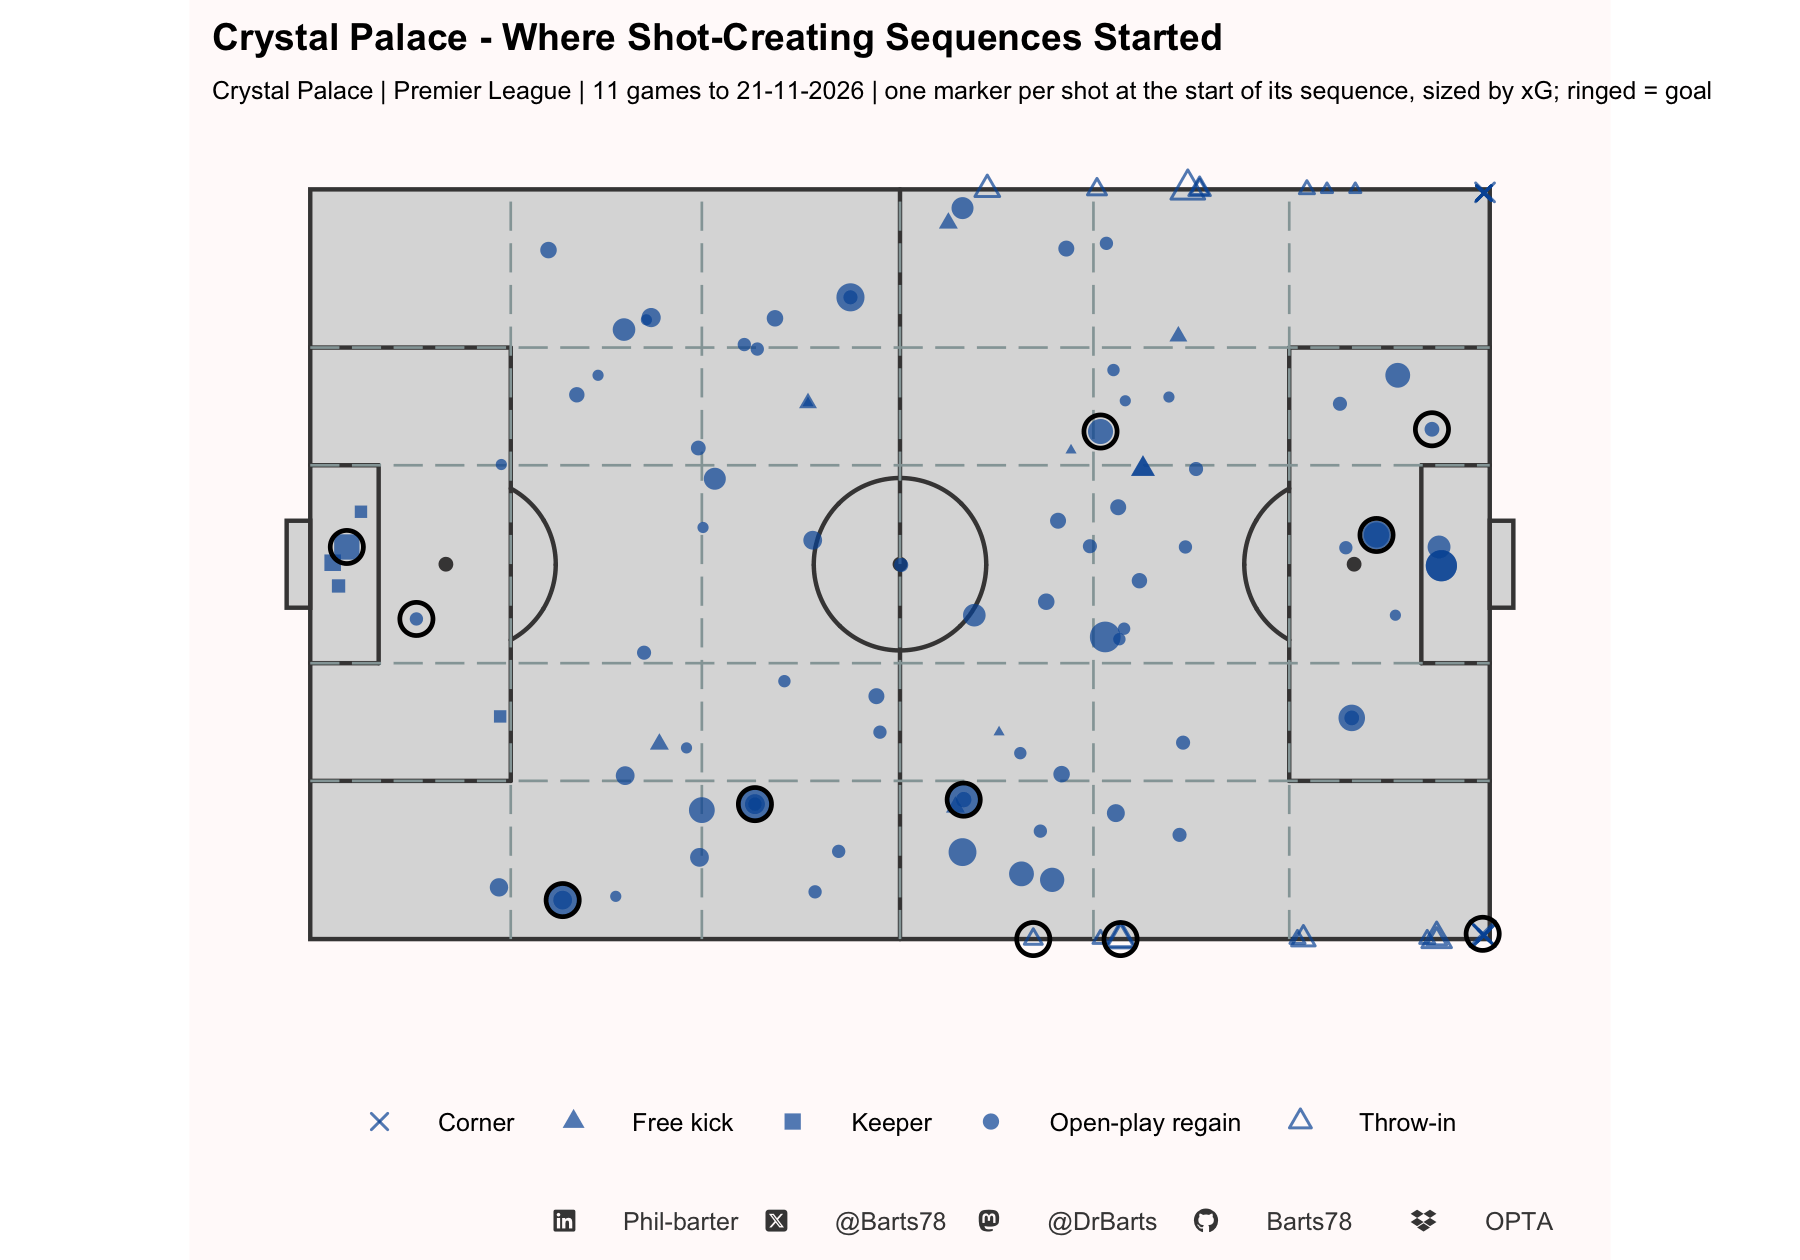 Crystal Palace - Where Shot-Creating Sequences Started
Crystal Palace | Premier League | 11 games to 21-11-2026 | one marker per shot at the start of its sequence, sized by xG; ringed = goal
Corner Free kick Keeper Open-play regain Throw-in
Phil-barter @Barts78 @DrBarts Barts78 OPTA